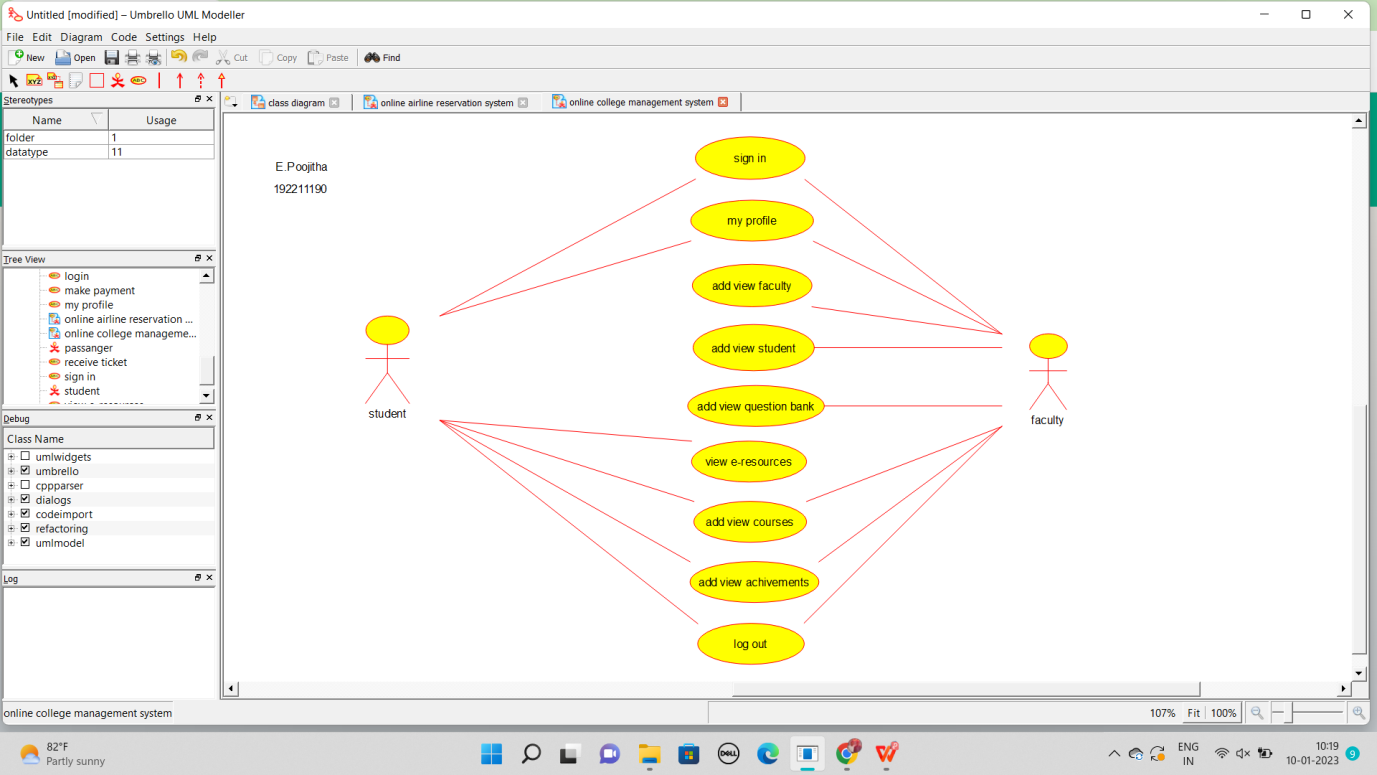 Untitled [modified] – Umbrello UML Modeller
File Edit Diagram Code Settings Help
New Open Cut Copy Paste Find
XYZ ABC
Stereotypes
class diagram online airline reservation system online college management system
Name Usage
folder 1
datatype 11
Tree View
login
make payment
my profile
online airline reservation ...
online college manageme...
passanger
receive ticket
sign in
student
Debug
Class Name
umlwidgets
umbrello
cppparser
dialogs
codeimport
refactoring
umlmodel
Log
E.Poojitha
192211190
sign in
my profile
add view faculty
add view student
add view question bank
view e-resources
add view courses
add view achivements
log out
student
faculty
online college management system
107% Fit 100%
82°F
Partly sunny
DELL
ENG
IN
10:19
10-01-2023
9